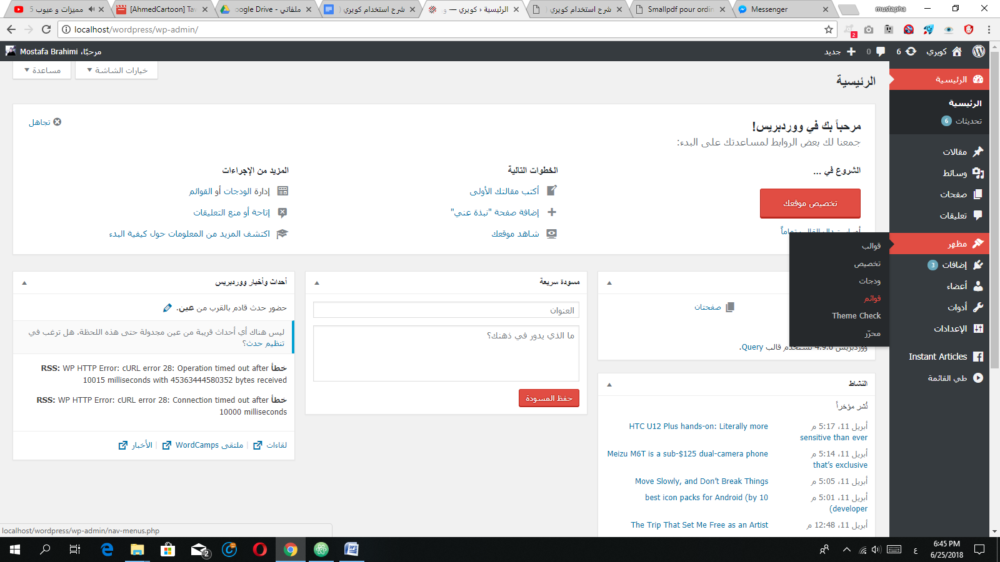 مميزات و عيوب 5
[AhmedCartoon] Tav
ملفاتي - Google Drive
شرح استخدام كويري (
الرئيسية ‹ كويري — و
شرح استخدام كويري (
Smallpdf pour ordin
Messenger
mustapha
localhost/wordpress/wp-admin/
2
كويري
6
0
جديد
مرحبًا، Mostafa Brahimi
خيارات الشاشة
مساعدة
الرئيسية
الرئيسية
تحديثات 6
مقالات
وسائط
صفحات
تعليقات
مظهر
إضافات 3
أعضاء
أدوات
الإعدادات
Instant Articles
طي القائمة
قوالب
تخصيص
ودجات
قوائم
Theme Check
محرّر
الرئيسية
تجاهل
مرحباً بك في ووردبريس!
جمعنا لك بعض الروابط لمساعدتك على البدء:
الشروع في ...
تخصيص موقعك
الخطوات التالية
أكتب مقالتك الأولى
إضافة صفحة "نبذة عني"
شاهد موقعك
المزيد من الإجراءات
إدارة الودجات أو القوائم
إتاحة أو منع التعليقات
اكتشف المزيد من المعلومات حول كيفية البدء
صفحتان
ووردبريس 4.9.6 تستخدم قالب Query.
النشاط
نُشر مؤخراً
أبريل 11، 5:17 م
HTC U12 Plus hands-on: Literally more
sensitive than ever
أبريل 11، 5:14 م
Meizu M6T is a sub-$125 dual-camera phone
that's exclusive
أبريل 11، 5:05 م
Move Slowly, and Don't Break Things
أبريل 11، 5:01 م
best icon packs for Android (by 10
developer)
أبريل 11، 12:48 م
The Trip That Set Me Free as an Artist
مسودة سريعة
العنوان
ما الذي يدور في ذهنك؟
حفظ المسودة
أحداث وأخبار ووردبريس
حضور حدث قادم بالقرب من عين.
ليس هناك أي أحداث قريبة من عين مجدولة حتى هذه اللحظة. هل ترغب في
تنظيم حدث؟
خطأ RSS: WP HTTP Error: cURL error 28: Operation timed out after
10015 milliseconds with 45363444580352 bytes received
خطأ RSS: WP HTTP Error: cURL error 28: Connection timed out after
10000 milliseconds
لقاءات
ملتقى WordCamps
الأخبار
localhost/wordpress/wp-admin/nav-menus.php
2
ع
6:45 PM
6/25/2018